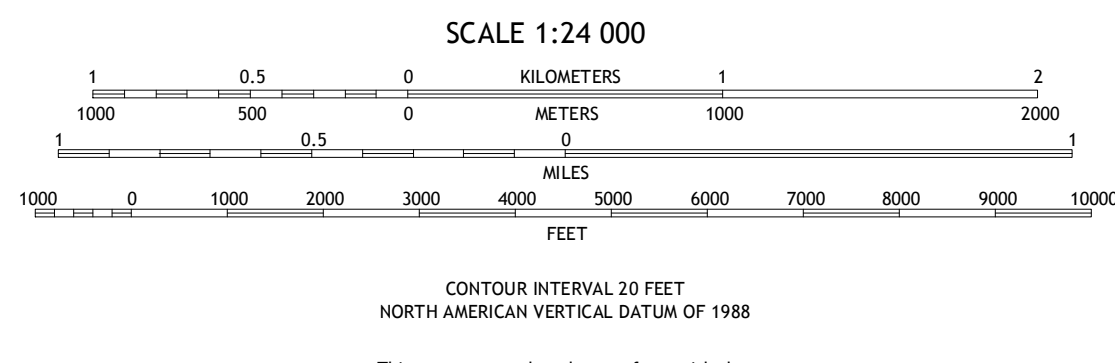 SCALE 1:24 000
1 0.5 0 KILOMETERS 1 2
1000 500 0 METERS 1000 2000
1 0.5 0 1
MILES
1000 0 1000 2000 3000 4000 5000 6000 7000 8000 9000 10000
FEET
CONTOUR INTERVAL 20 FEET
NORTH AMERICAN VERTICAL DATUM OF 1988